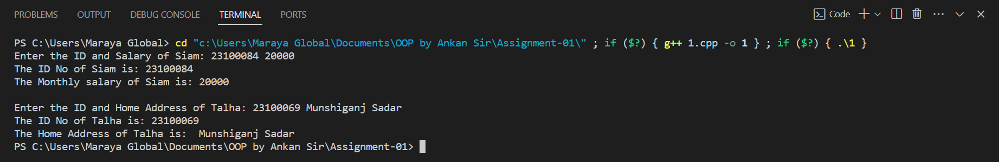 PROBLEMS OUTPUT DEBUG CONSOLE TERMINAL PORTS Code
PS C:\Users\Maraya Global> cd "c:\Users\Maraya Global\Documents\OOP by Ankan Sir\Assignment-01\" ; if ($?) { g++ 1.cpp -o 1 } ; if ($?) { .\1 }
Enter the ID and Salary of Siam: 23100084 20000
The ID No of Siam is: 23100084
The Monthly salary of Siam is: 20000
Enter the ID and Home Address of Talha: 23100069 Munshiganj Sadar
The ID No of Talha is: 23100069
The Home Address of Talha is:  Munshiganj Sadar
PS C:\Users\Maraya Global\Documents\OOP by Ankan Sir\Assignment-01>